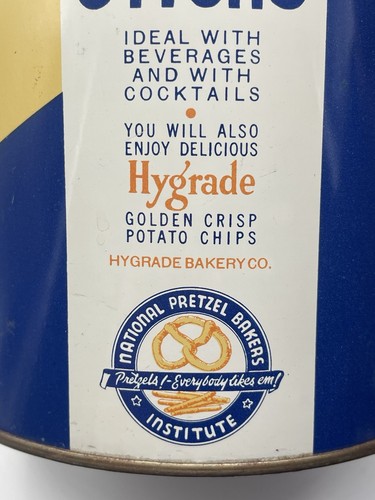 IDEAL WITH
BEVERAGES
AND WITH
COCKTAILS
YOU WILL ALSO
ENJOY DELICIOUS
Hygrade
GOLDEN CRISP
POTATO CHIPS
HYGRADE BAKERY CO.
NATIONAL PRETZEL BAKERS
Pretzels!-Everybody likes em!
INSTITUTE